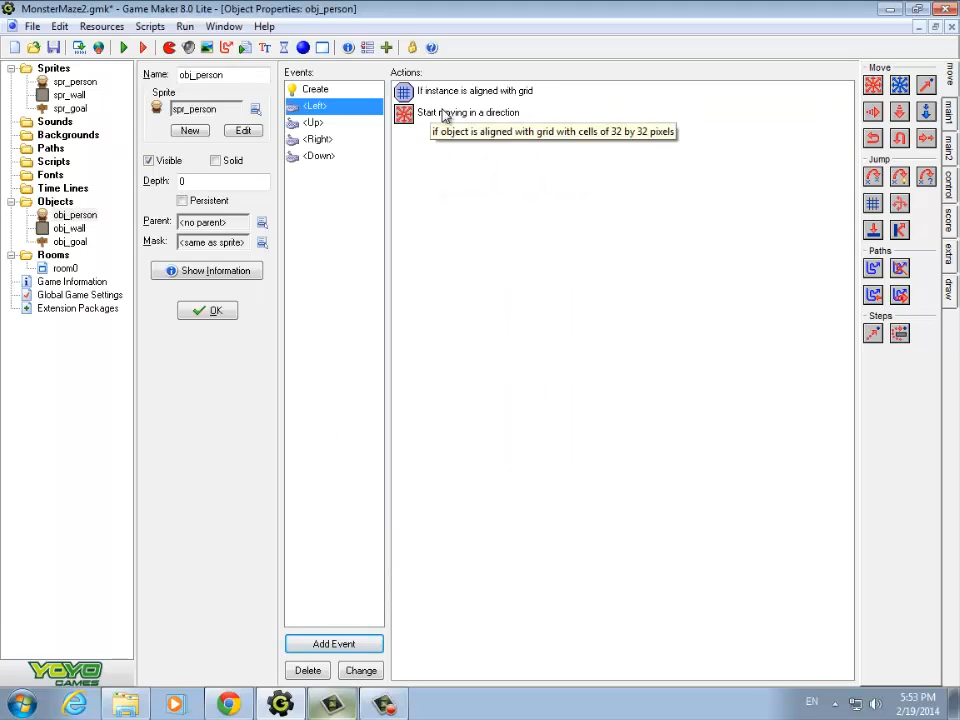 MonsterMaze2.gmk* - Game Maker 8.0 Lite - [Object Properties: obj_person]
File Edit Resources Scripts Run Window Help
Sprites
spr_person
spr_wall
spr_goal
Sounds
Backgrounds
Paths
Scripts
Fonts
Time Lines
Objects
obj_person
obj_wall
obj_goal
Rooms
room0
Game Information
Global Game Settings
Extension Packages
YOYO
GAMES
Name: obj_person
Sprite
spr_person
New Edit
Visible Solid
Depth: 0
Persistent
Parent: <no parent>
Mask: <same as sprite>
Show Information
OK
Events:
Create
<Left>
<Up>
<Right>
<Down>
Add Event
Delete Change
Actions:
If instance is aligned with grid
Start moving in a direction
if object is aligned with grid with cells of 32 by 32 pixels
Move
Jump
Paths
Steps
move
main1
main2
control
score
extra
draw
EN
5:53 PM
2/19/2014